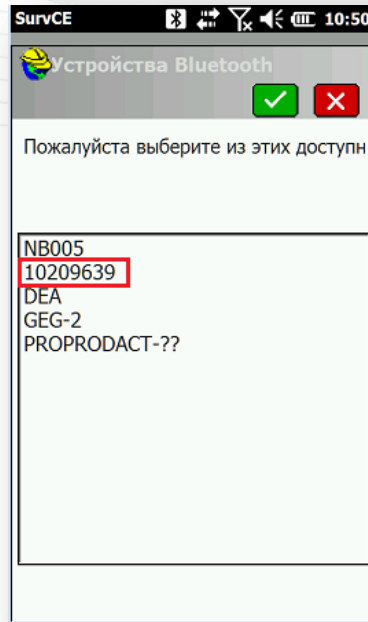 SurvCE 10:50
Устройства Bluetooth
Пожалуйста выберите из этих доступн
NB005
10209639
DEA
GEG-2
PROPRODACT-??